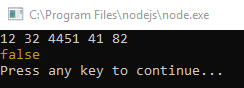 C:\Program Files\nodejs\node.exe
12 32 4451 41 82
false
Press any key to continue...